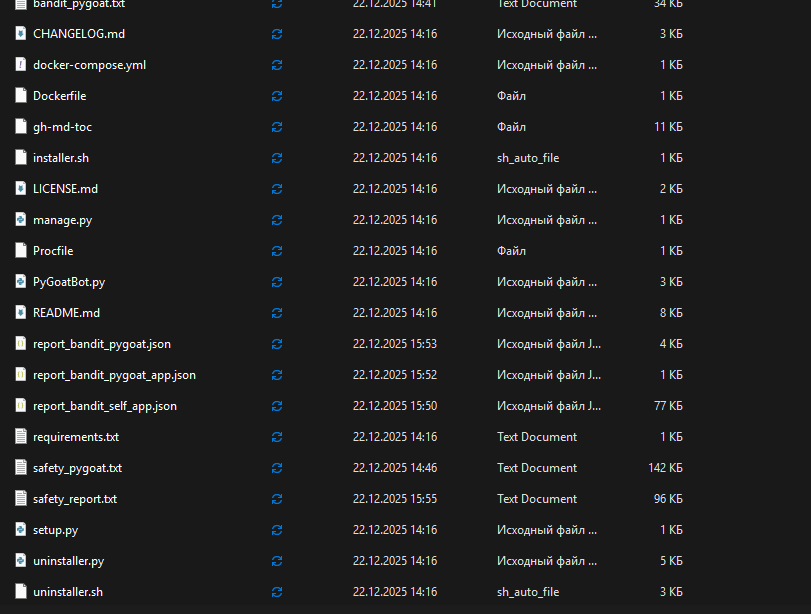 bandit_pygoat.txt 22.12.2025 14:41 Text Document 34 КБ
CHANGELOG.md 22.12.2025 14:16 Исходный файл ... 3 КБ
docker-compose.yml 22.12.2025 14:16 Исходный файл ... 1 КБ
Dockerfile 22.12.2025 14:16 Файл 1 КБ
gh-md-toc 22.12.2025 14:16 Файл 11 КБ
installer.sh 22.12.2025 14:16 sh_auto_file 1 КБ
LICENSE.md 22.12.2025 14:16 Исходный файл ... 2 КБ
manage.py 22.12.2025 14:16 Исходный файл ... 1 КБ
Procfile 22.12.2025 14:16 Файл 1 КБ
PyGoatBot.py 22.12.2025 14:16 Исходный файл ... 3 КБ
README.md 22.12.2025 14:16 Исходный файл ... 8 КБ
report_bandit_pygoat.json 22.12.2025 15:53 Исходный файл J... 4 КБ
report_bandit_pygoat_app.json 22.12.2025 15:52 Исходный файл J... 1 КБ
report_bandit_self_app.json 22.12.2025 15:50 Исходный файл J... 77 КБ
requirements.txt 22.12.2025 14:16 Text Document 1 КБ
safety_pygoat.txt 22.12.2025 14:46 Text Document 142 КБ
safety_report.txt 22.12.2025 15:55 Text Document 96 КБ
setup.py 22.12.2025 14:16 Исходный файл ... 1 КБ
uninstaller.py 22.12.2025 14:16 Исходный файл ... 5 КБ
uninstaller.sh 22.12.2025 14:16 sh_auto_file 3 КБ